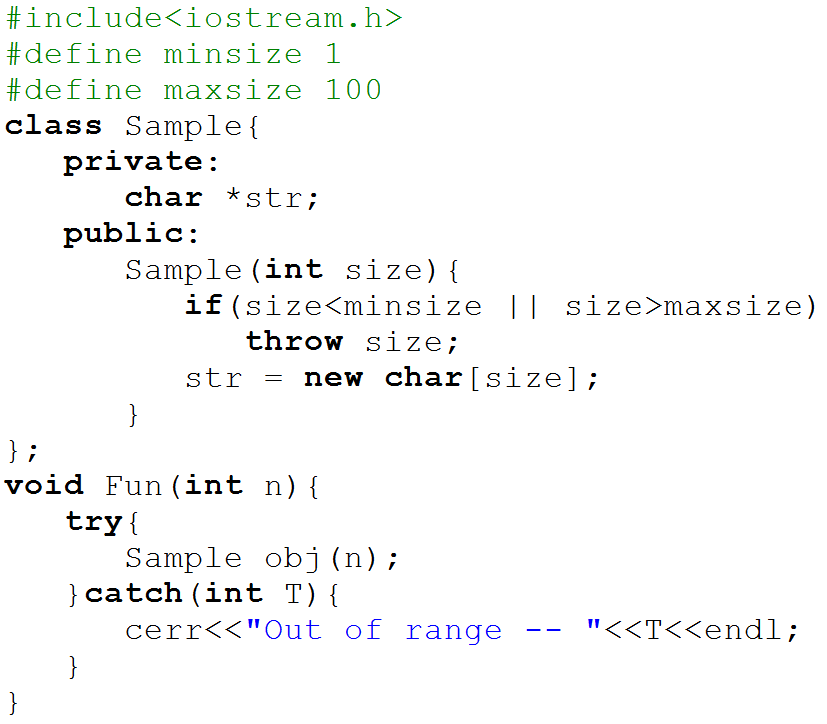 #include<iostream.h>
#define minsize 1
#define maxsize 100
class Sample{
   private:
      char *str;
   public:
      Sample(int size){
         if(size<minsize || size>maxsize)
            throw size;
         str = new char[size];
      }
};
void Fun(int n){
   try{
      Sample obj(n);
   }catch(int T){
      cerr<<"Out of range -- "<<T<<endl;
   }
}